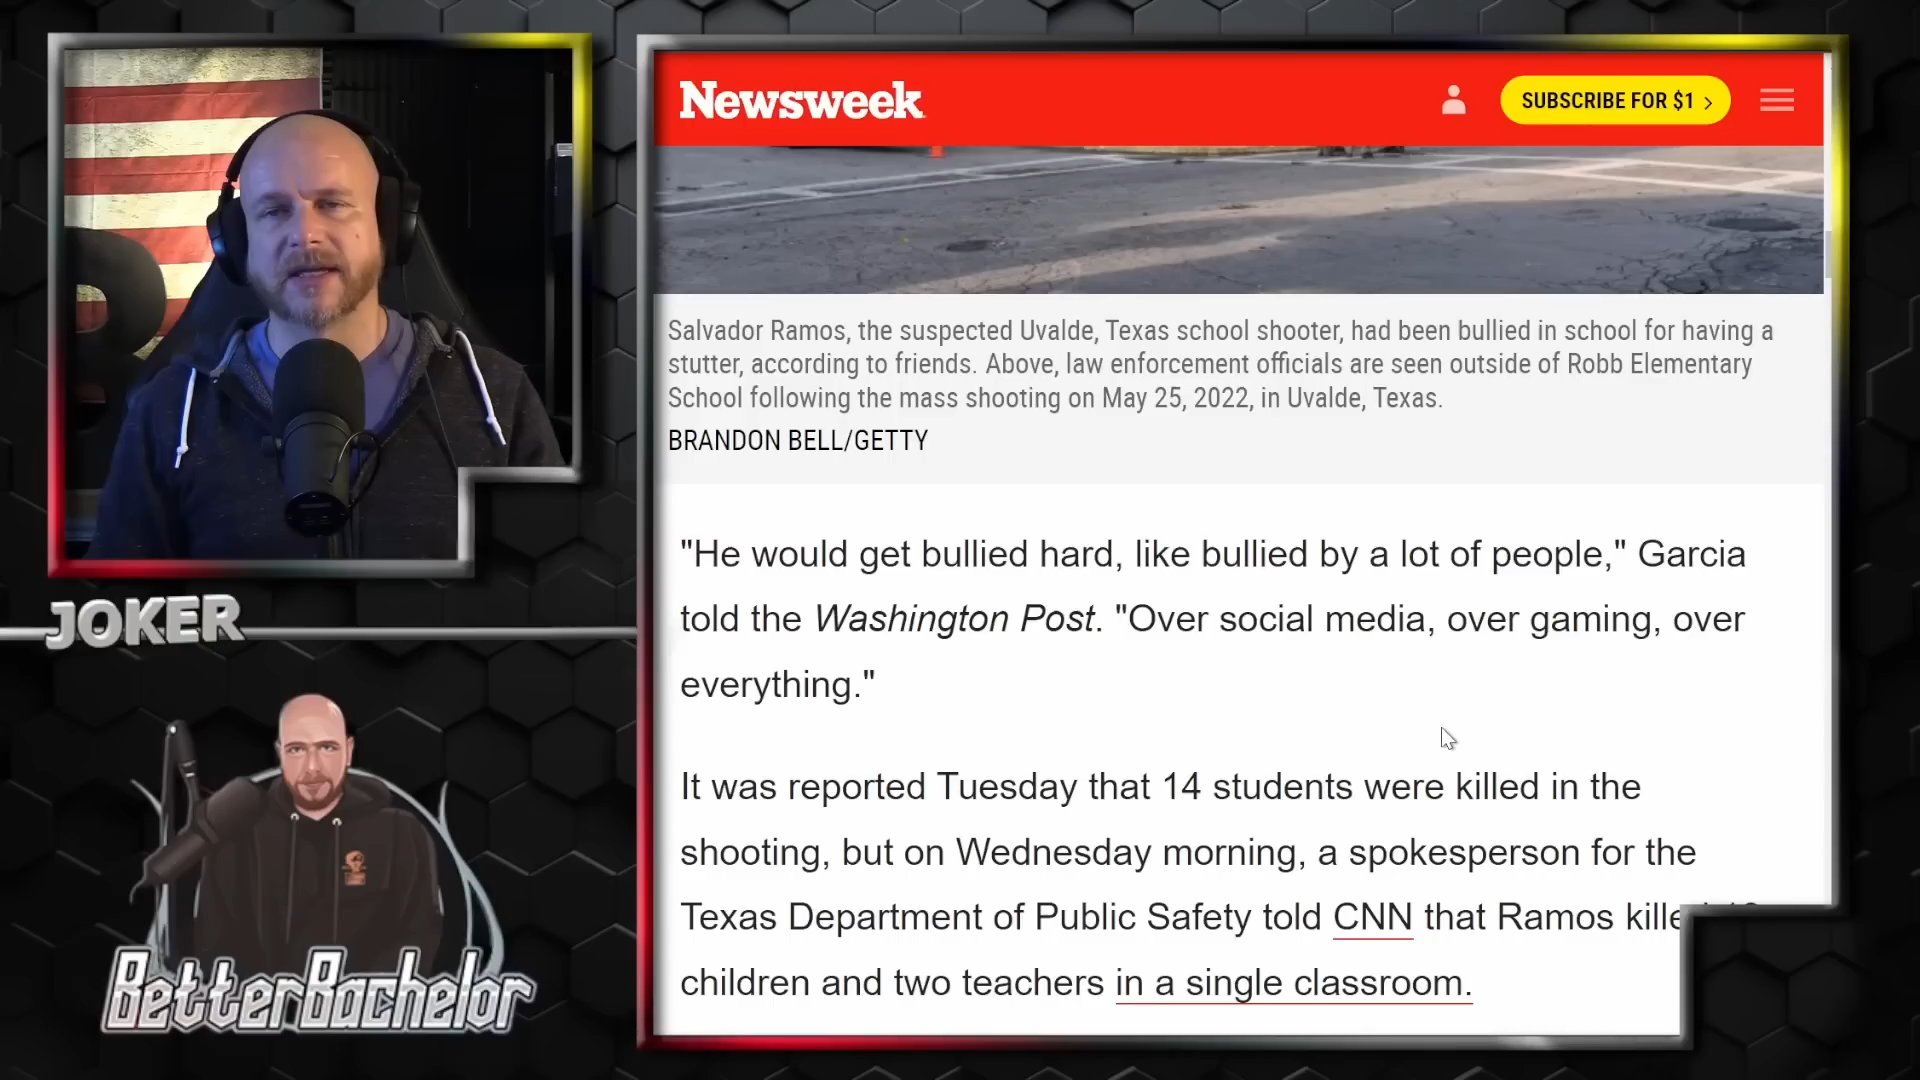 Newsweek
SUBSCRIBE FOR $1 >
Salvador Ramos, the suspected Uvalde, Texas school shooter, had been bullied in school for having a
stutter, according to friends. Above, law enforcement officials are seen outside of Robb Elementary
School following the mass shooting on May 25, 2022, in Uvalde, Texas.
BRANDON BELL/GETTY
"He would get bullied hard, like bullied by a lot of people," Garcia
told the Washington Post. "Over social media, over gaming, over
everything."
It was reported Tuesday that 14 students were killed in the
shooting, but on Wednesday morning, a spokesperson for the
Texas Department of Public Safety told CNN that Ramos
children and two teachers in a single classroom.
JOKER
BetterBachelor